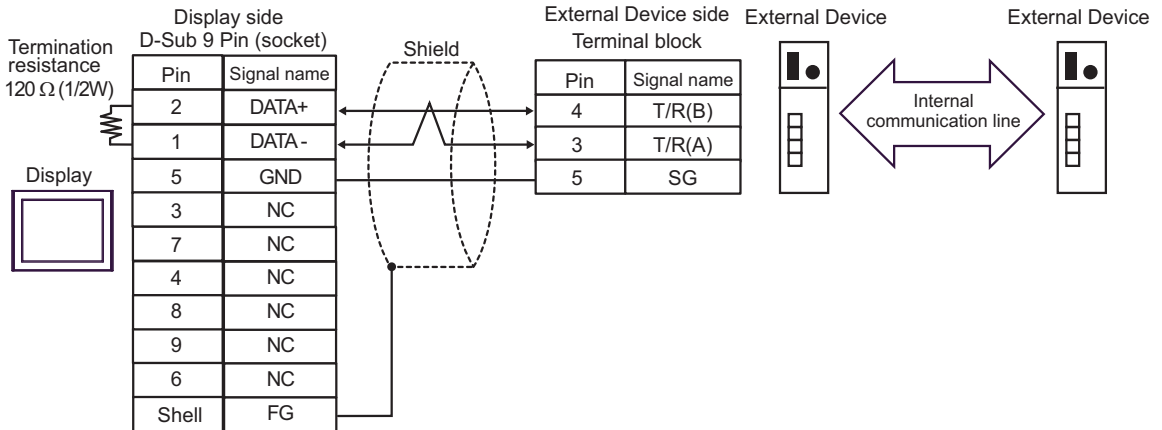 Display side
D-Sub 9 Pin (socket)
Termination
resistance
120 Ω (1/2W)
Pin Signal name
2 DATA+
1 DATA -
5 GND
3 NC
7 NC
4 NC
8 NC
9 NC
6 NC
Shell FG
Display
Shield
External Device side
Terminal block
Pin Signal name
4 T/R(B)
3 T/R(A)
5 SG
External Device
Internal
communication line
External Device